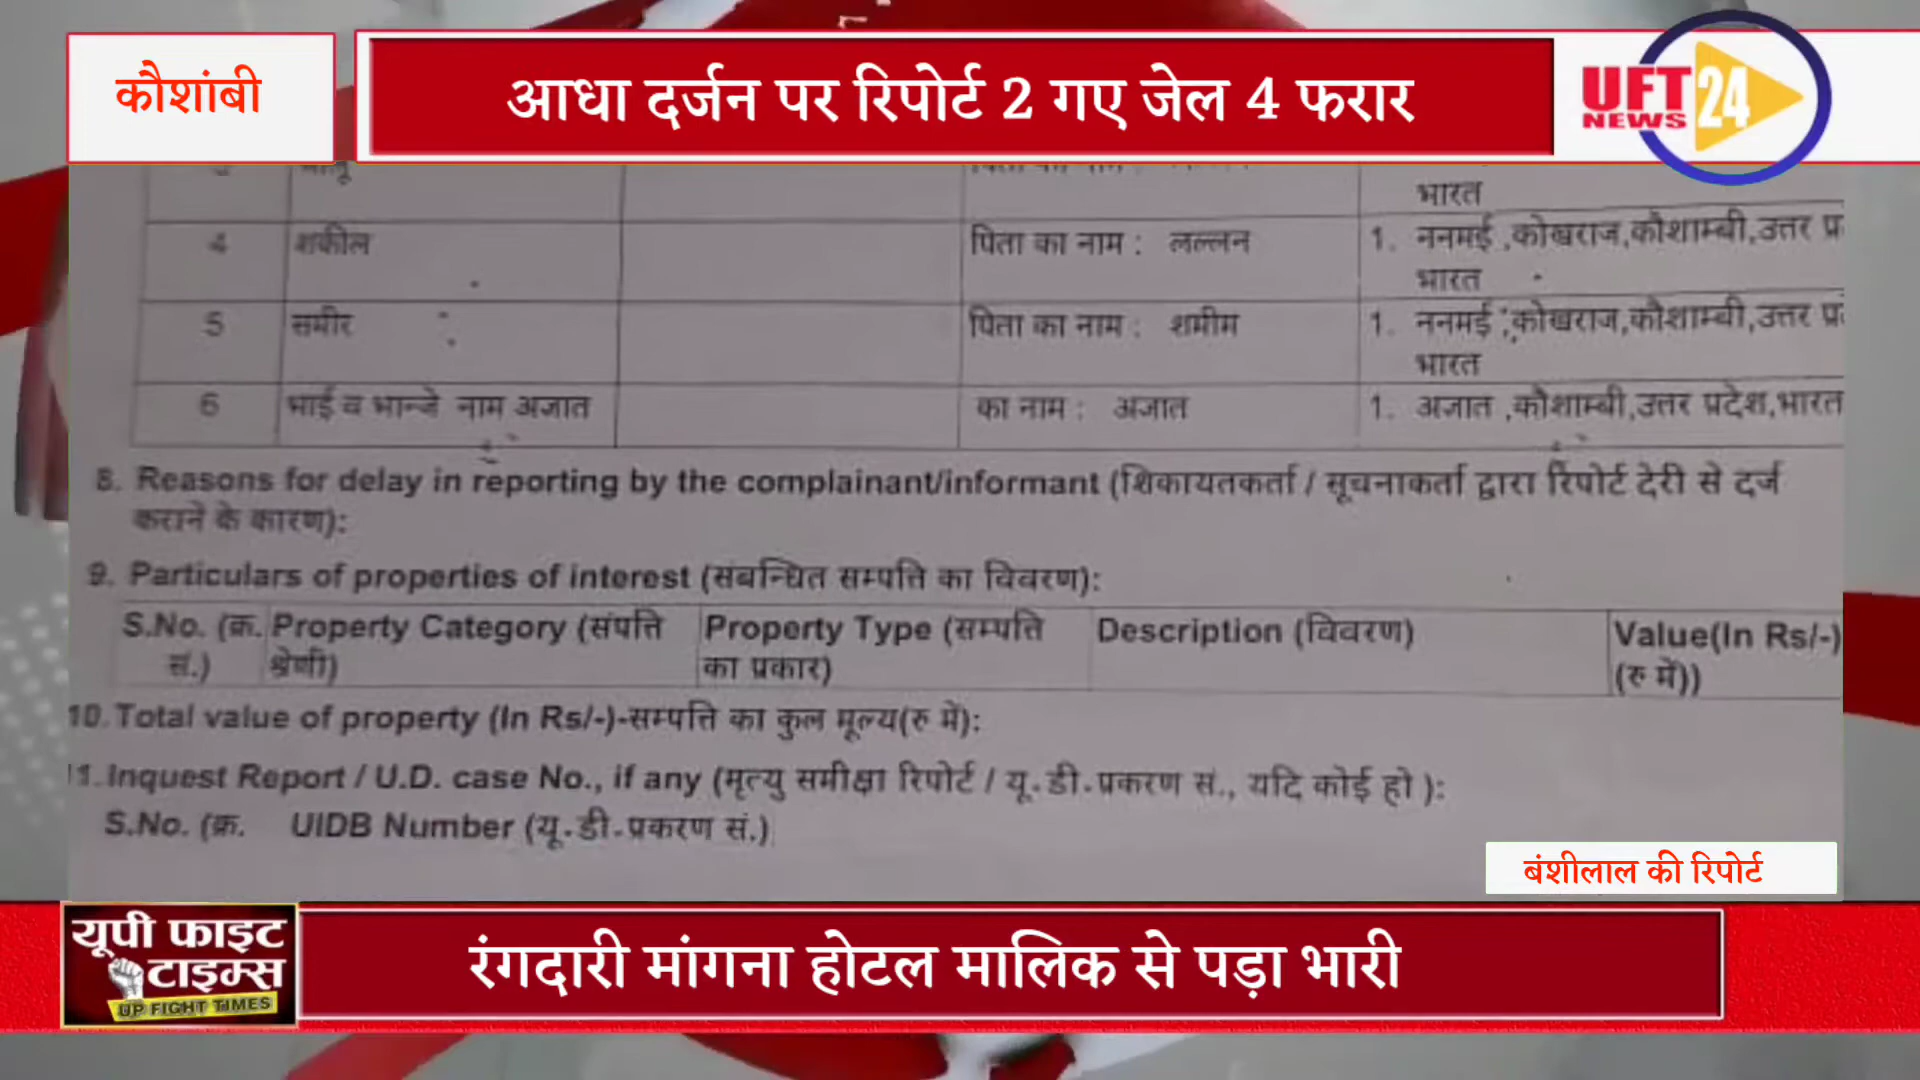 कौशांबी
आधा दर्जन पर रिपोर्ट 2 गए जेल 4 फरार
UFT 24
NEWS
भारत
4 शकील पिता का नाम : लल्लन 1. ननमई ,कोखराज,कौशाम्बी,उत्तर
भारत
5 समीर पिता का नाम : शमीम 1. ननमई ,कोखराज,कौशाम्बी,उत्तर
भारत
6 भाई व भान्जे नाम अज्ञात का नाम : अज्ञात 1. अज्ञात ,कौशाम्बी,उत्तर प्रदेश,भारत
8. Reasons for delay in reporting by the complainant/informant (शिकायतकर्ता / सूचनाकर्ता द्वारा रिपोर्ट देरी से दर्ज
कराने के कारण):
9. Particulars of properties of interest (संबन्धित सम्पत्ति का विवरण):
S.No. (क्र. Property Category (संपत्ति Property Type (सम्पत्ति Description (विवरण) Value(In Rs/-)
सं.) श्रेणी) का प्रकार) (रु में))
10. Total value of property (In Rs/-)-सम्पत्ति का कुल मूल्य(रु में):
11. Inquest Report / U.D. case No., if any (मृत्यु समीक्षा रिपोर्ट / यू.डी.प्रकरण सं., यदि कोई हो ):
S.No. (क्र. UIDB Number (यू.डी.प्रकरण सं.)
बंशीलाल की रिपोर्ट
यूपी फाइट
टाइम्स
UP FIGHT TIMES
रंगदारी मांगना होटल मालिक से पड़ा भारी